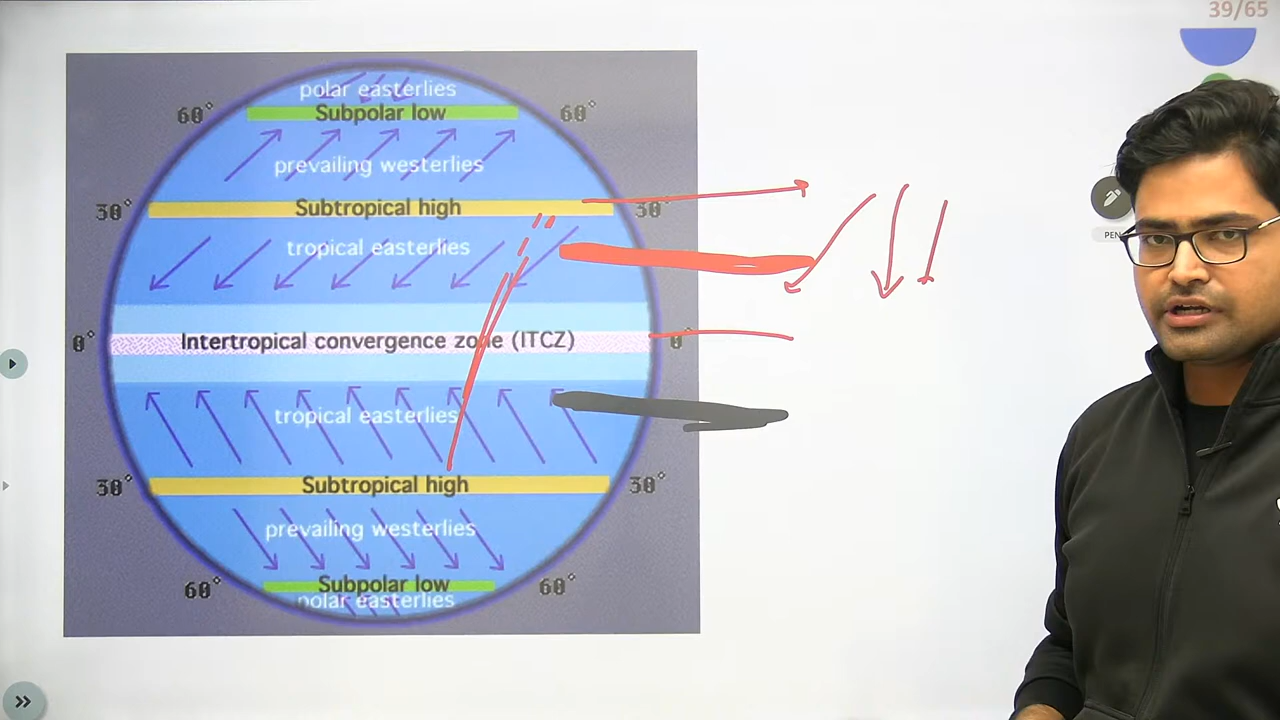 39/65
polar easterlies
60° Subpolar low 60°
prevailing westerlies
PEN
30° Subtropical high 30°
tropical easterlies
0° Intertropical convergence zone (ITCZ) 0°
tropical easterlies
30° Subtropical high 30°
prevailing westerlies
60° Subpolar low 60°
polar easterlies